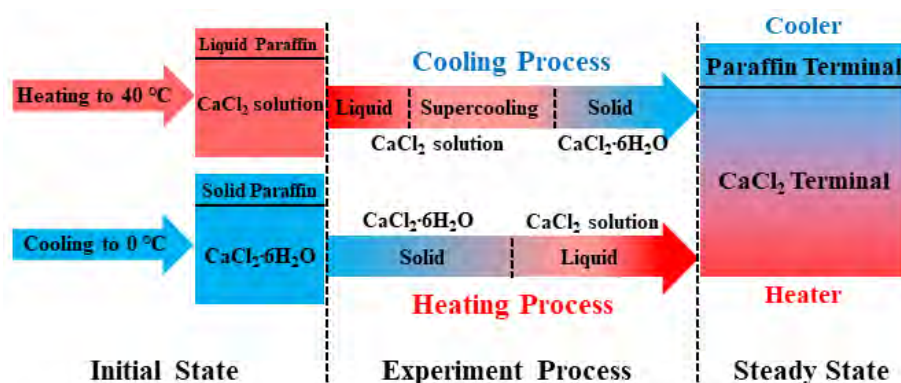 Heating to 40 °C
Liquid Paraffin
CaCl₂ solution
Cooling to 0 °C
Solid Paraffin
CaCl₂·6H₂O
Initial State
Cooling Process
Liquid
Supercooling
Solid
CaCl₂ solution
CaCl₂·6H₂O
CaCl₂·6H₂O
CaCl₂ solution
Solid
Liquid
Heating Process
Experiment Process
Cooler
Paraffin Terminal
CaCl₂ Terminal
Heater
Steady State